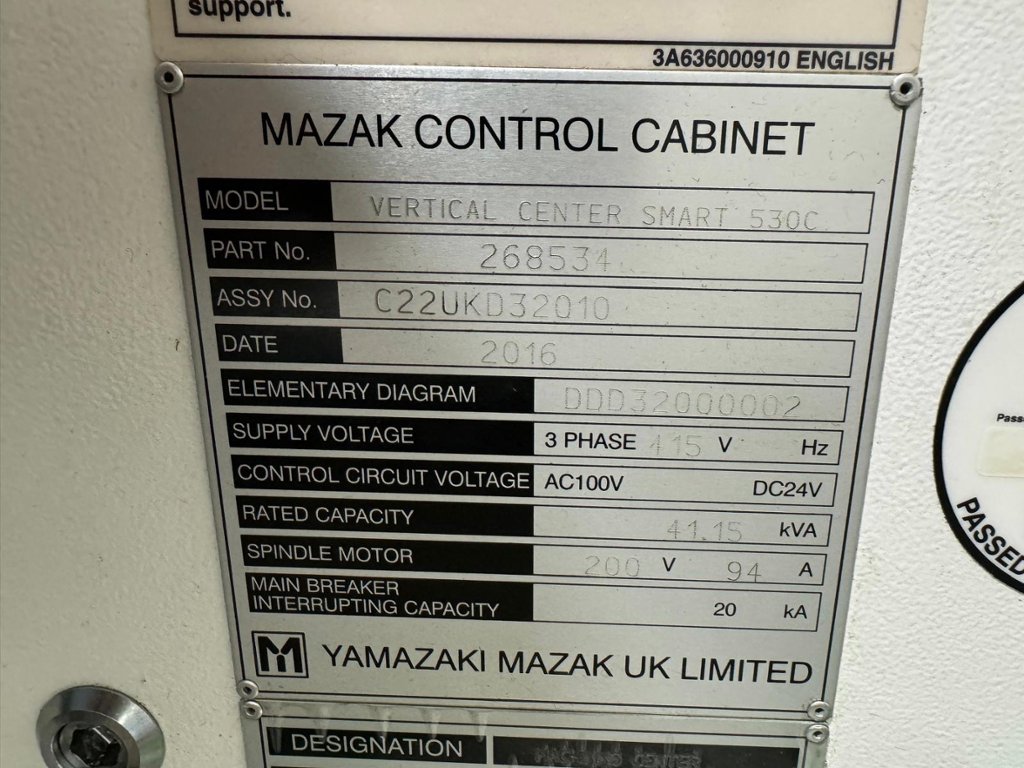 support.
3A636000910 ENGLISH
MAZAK CONTROL CABINET
MODEL VERTICAL CENTER SMART 530C
PART No. 268534
ASSY No. C22UKD32010
DATE 2016
ELEMENTARY DIAGRAM DDD32000002
SUPPLY VOLTAGE 3 PHASE 415 V Hz
CONTROL CIRCUIT VOLTAGE AC100V DC24V
RATED CAPACITY 41.15 kVA
SPINDLE MOTOR 200 V 94 A
MAIN BREAKER
INTERRUPTING CAPACITY 20 kA
M YAMAZAKI MAZAK UK LIMITED
DESIGNATION
Passe
PASSED